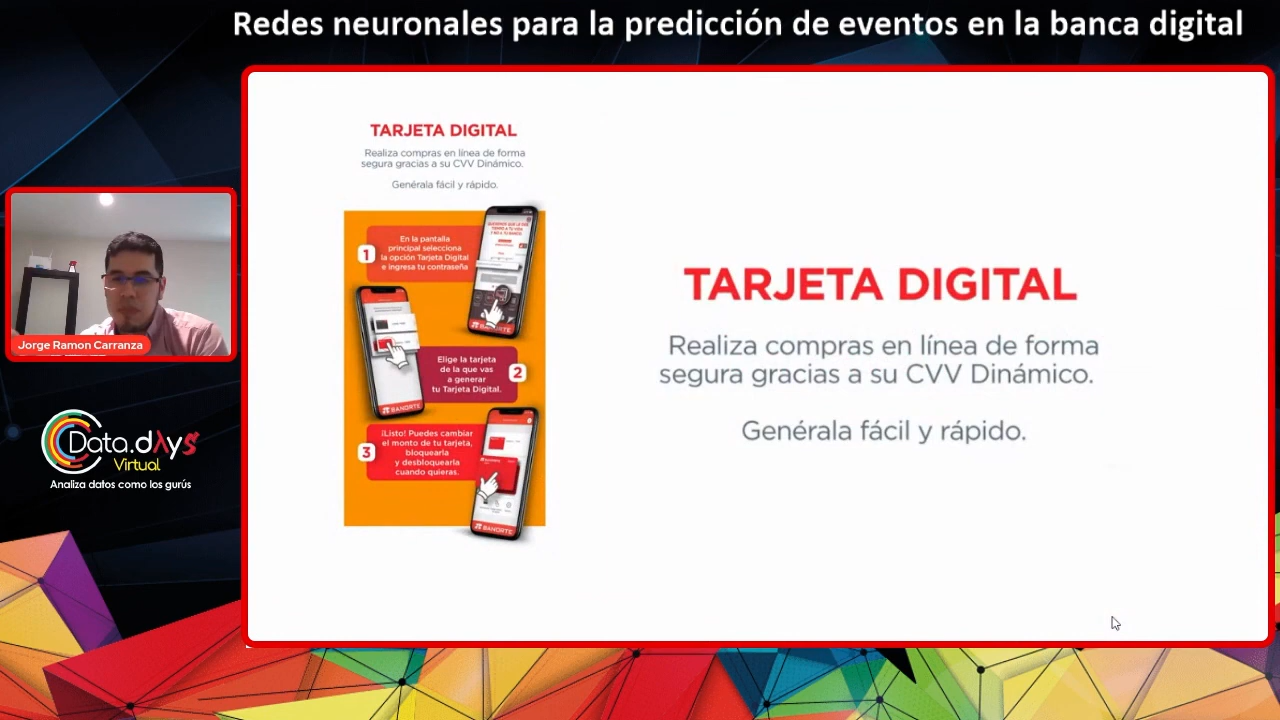 Redes neuronales para la predicción de eventos en la banca digital
TARJETA DIGITAL
Realiza compras en línea de forma
segura gracias a su CVV Dinámico.
Genérala fácil y rápido.
1
En la pantalla
principal selecciona
la opción Tarjeta Digital
e ingresa tu contraseña
BANORTE
Elige la tarjeta
de la que vas
a generar
tu Tarjeta Digital.
2
BANORTE
3
¡Listo! Puedes cambiar
el monto de tu tarjeta,
bloquearla
y desbloquearla
cuando quieras.
BANORTE
TARJETA DIGITAL
Realiza compras en línea de forma
segura gracias a su CVV Dinámico.
Genérala fácil y rápido.
Jorge Ramon Carranza
Data.dλys
Virtual
Analiza datos como los gurús